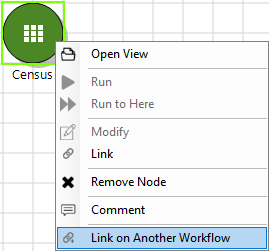 Census
Open View
Run
Run to Here
Modify
Link
Remove Node
Comment
Link on Another Workflow